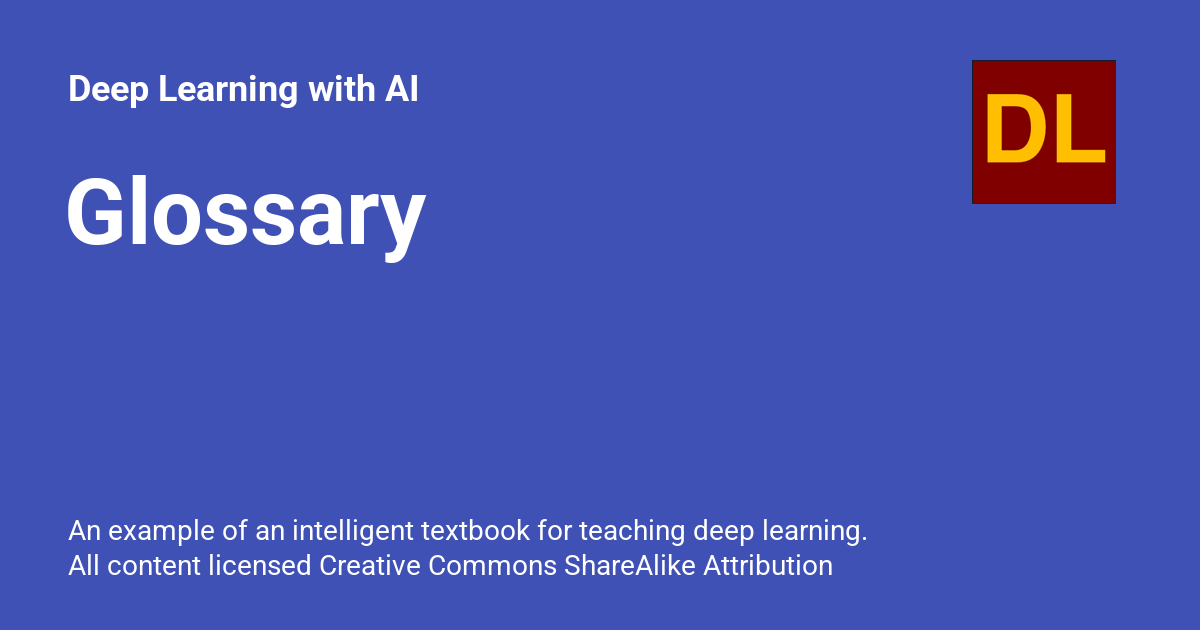 Deep Learning with AI
DL
Glossary
An example of an intelligent textbook for teaching deep learning.
All content licensed Creative Commons ShareAlike Attribution